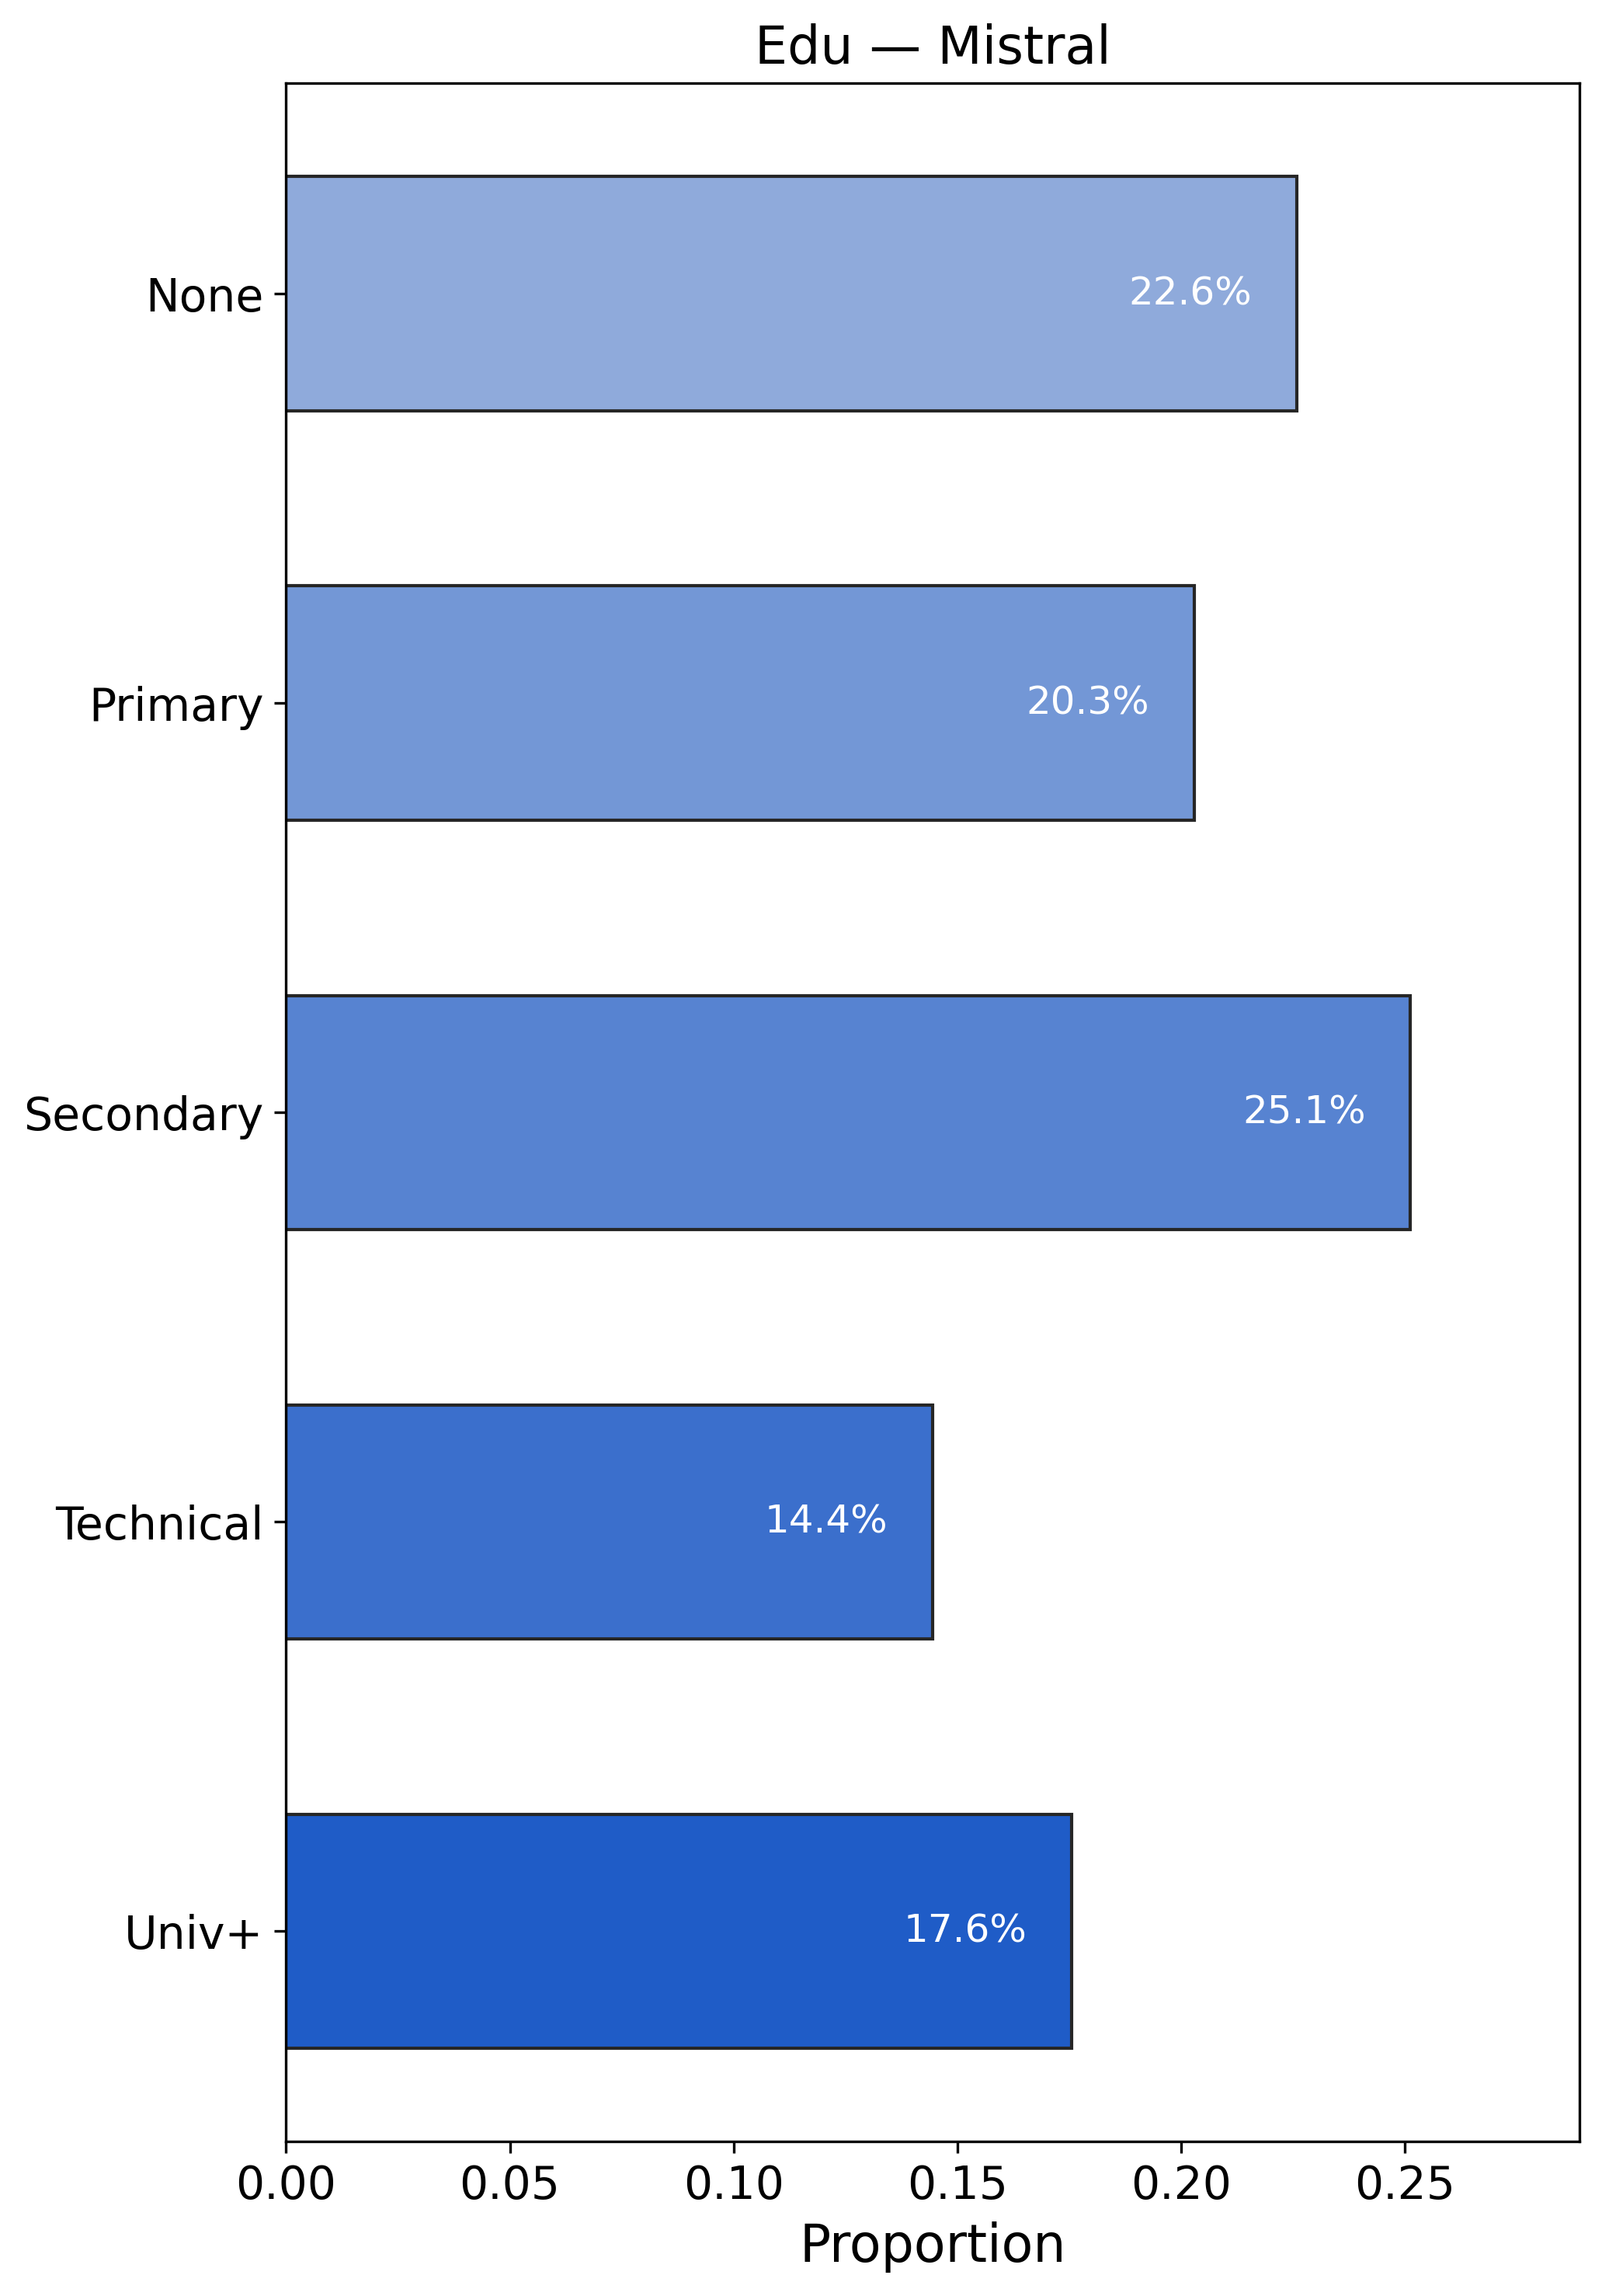 Edu — Mistral
None
22.6%
Primary
20.3%
Secondary
25.1%
Technical
14.4%
Univ+
17.6%
0.00 0.05 0.10 0.15 0.20 0.25
Proportion